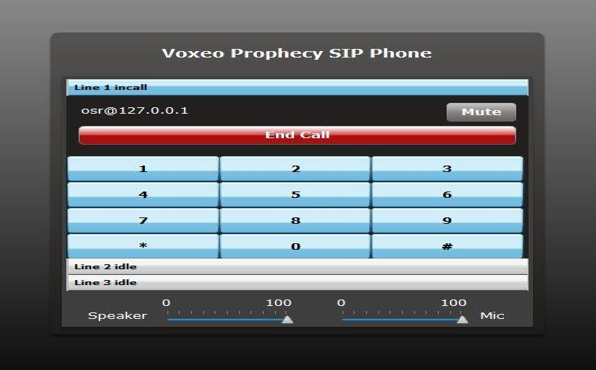 Voxeo Prophecy SIP Phone
Line 1 incall
osr@127.0.0.1 Mute
End Call
1 2 3
4 5 6
7 8 9
* 0 #
Line 2 idle
Line 3 idle
0 100 0 100
Speaker Mic